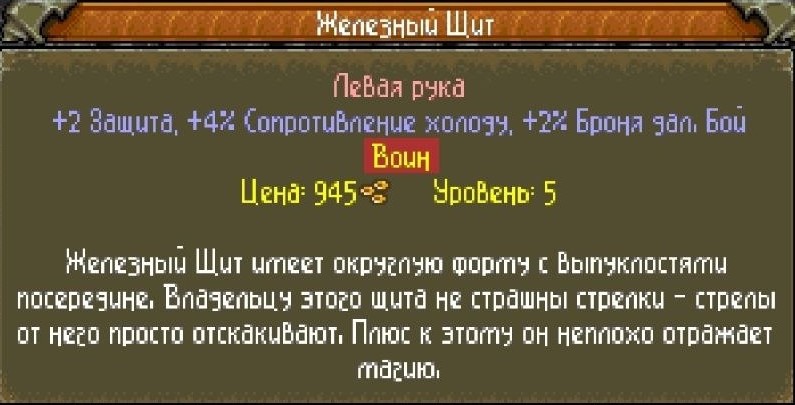 Железный Щит
Левая рука
+2 Защита, +4% Сопротивление холоду, +2% Броня дал. Бой
Воин
Цена: 945 Уровень: 5
Железный Щит имеет округлую форму с выпуклостями
посередине. Владельцу этого щита не страшны стрелки - стрелы
от него просто отскакивают. Плюс к этому он неплохо отражает
магию.